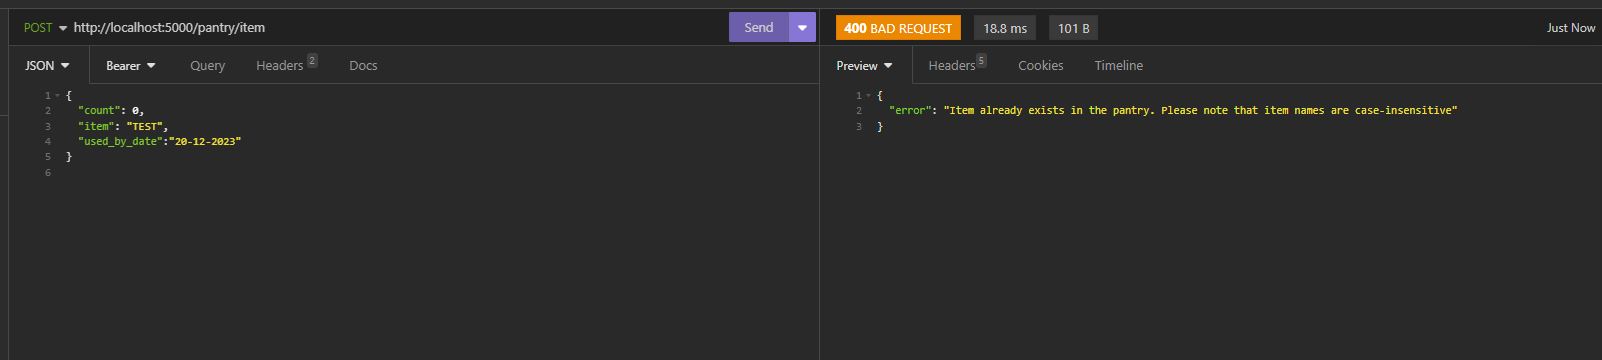 POST http://localhost:5000/pantry/item Send 400 BAD REQUEST 18.8 ms 101 B Just Now
JSON Bearer Query Headers 2 Docs
1 {
2 "count": 0,
3 "item": "TEST",
4 "used_by_date":"20-12-2023"
5 }
6
Preview Headers 5 Cookies Timeline
1 {
2 "error": "Item already exists in the pantry. Please note that item names are case-insensitive"
3 }